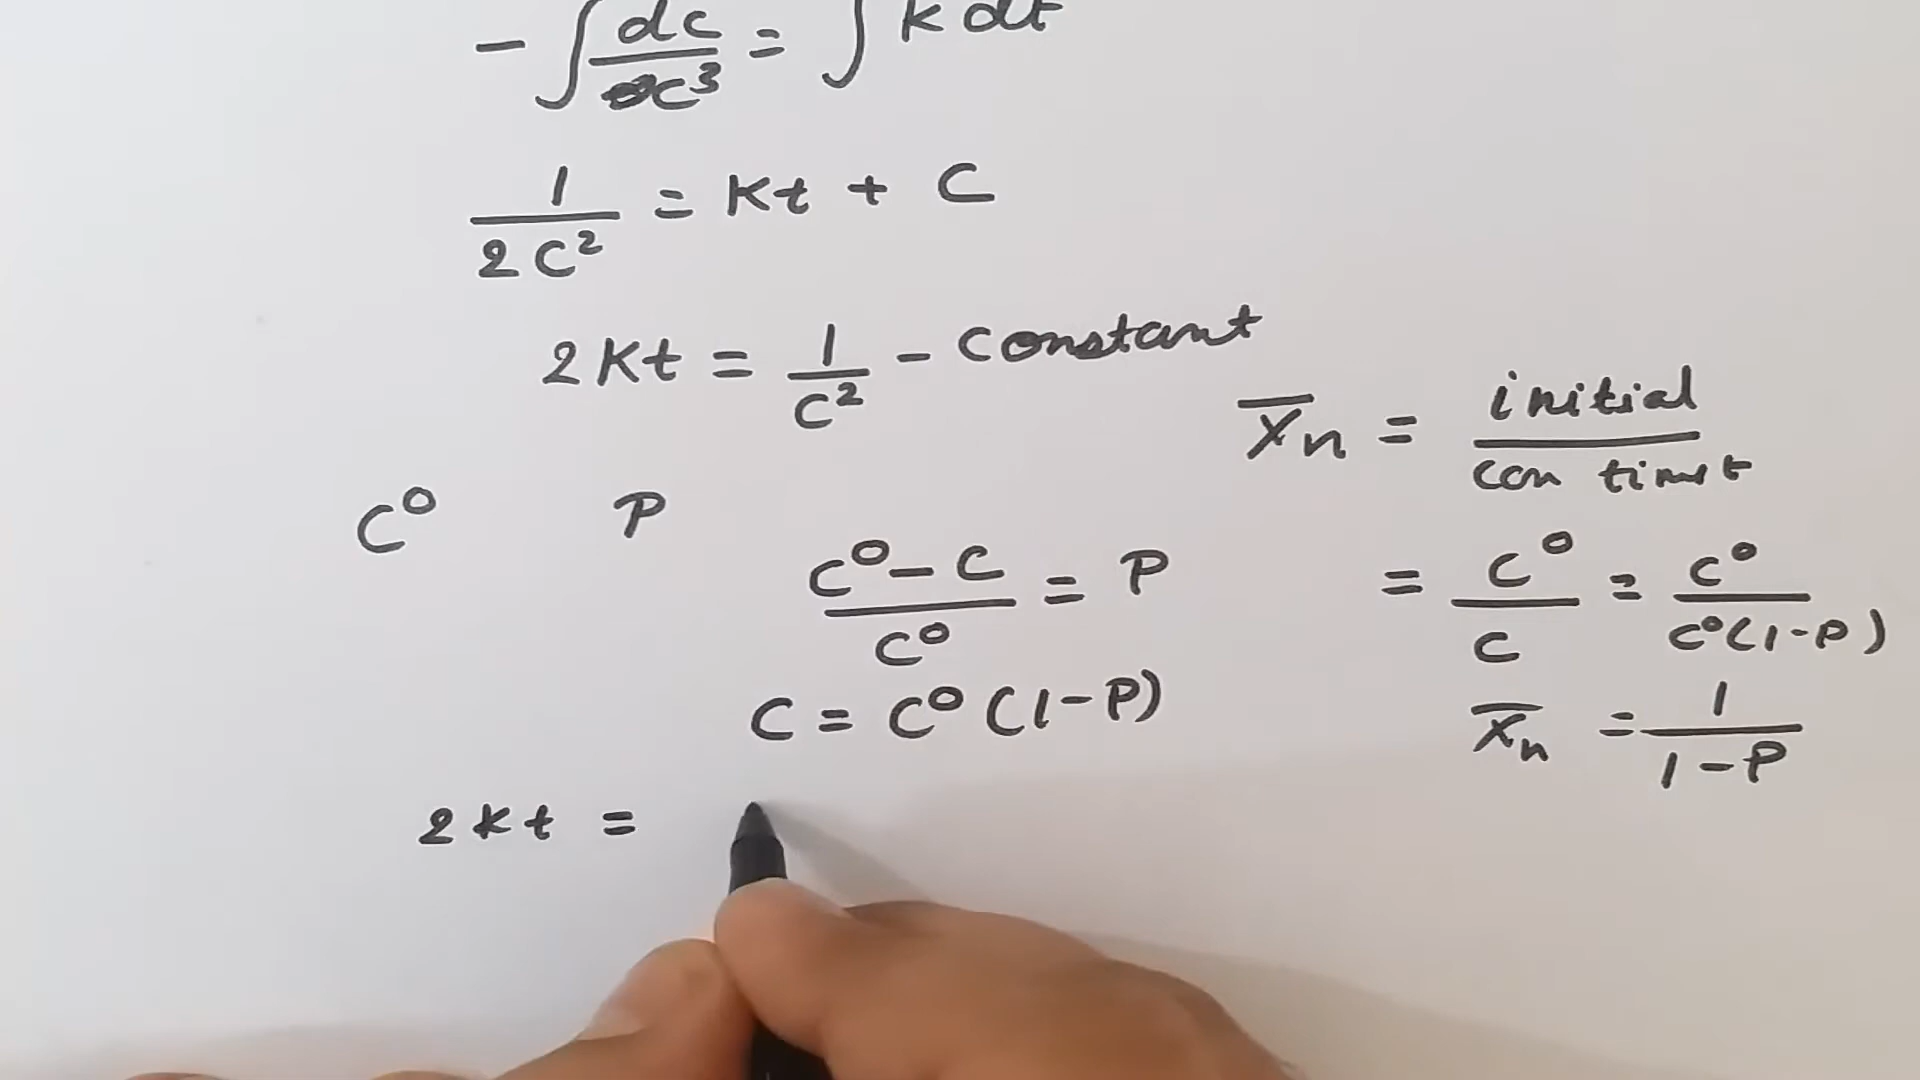 - ∫ dc/c³ = ∫ k dt
1/2C² = Kt + C
2Kt = 1/C² - Constant
C⁰ P
C⁰ - C/C⁰ = P
C = C⁰ (1-P)
2kt =
X̅n = initial/con time t
= C⁰/C = C⁰/C⁰(1-P)
X̅n = 1/1-P